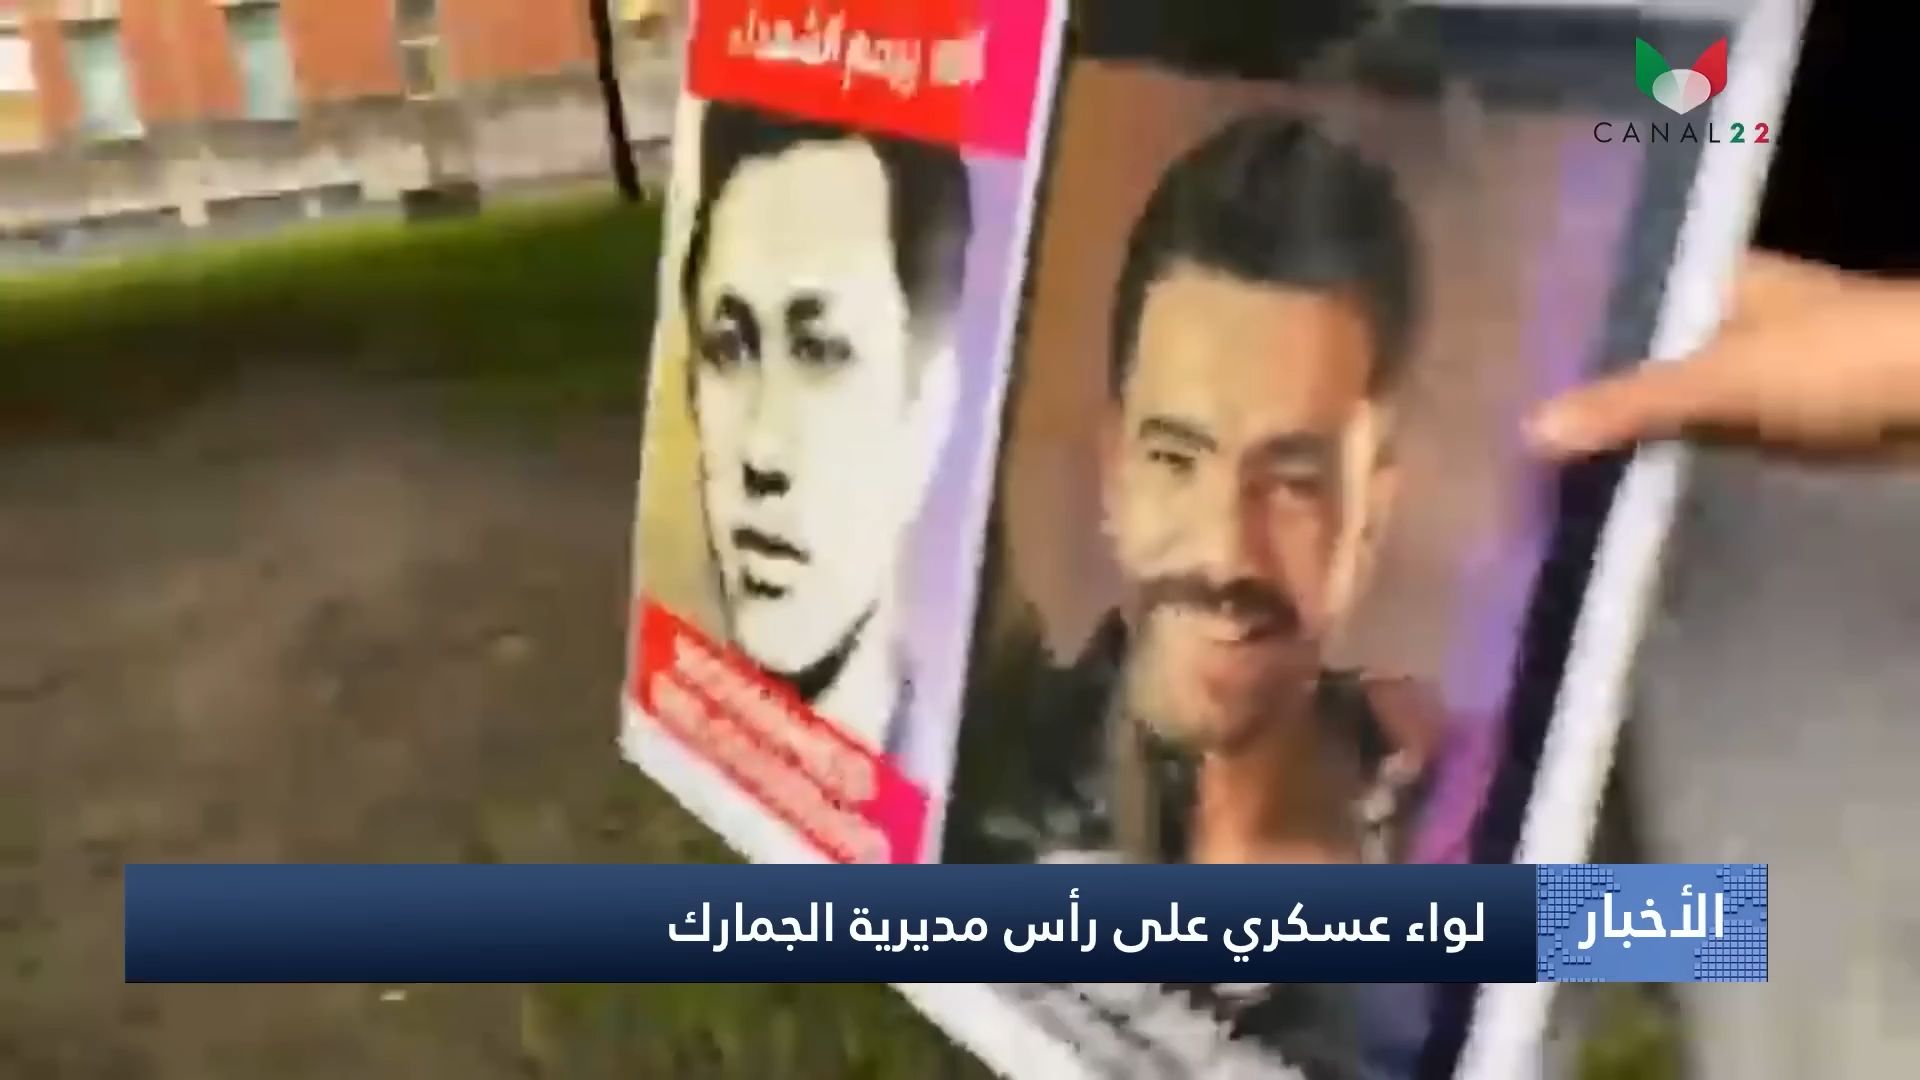 الله يرحم الشهداء
CANAL22
الأخبار
لواء عسكري على رأس مديرية الجمارك